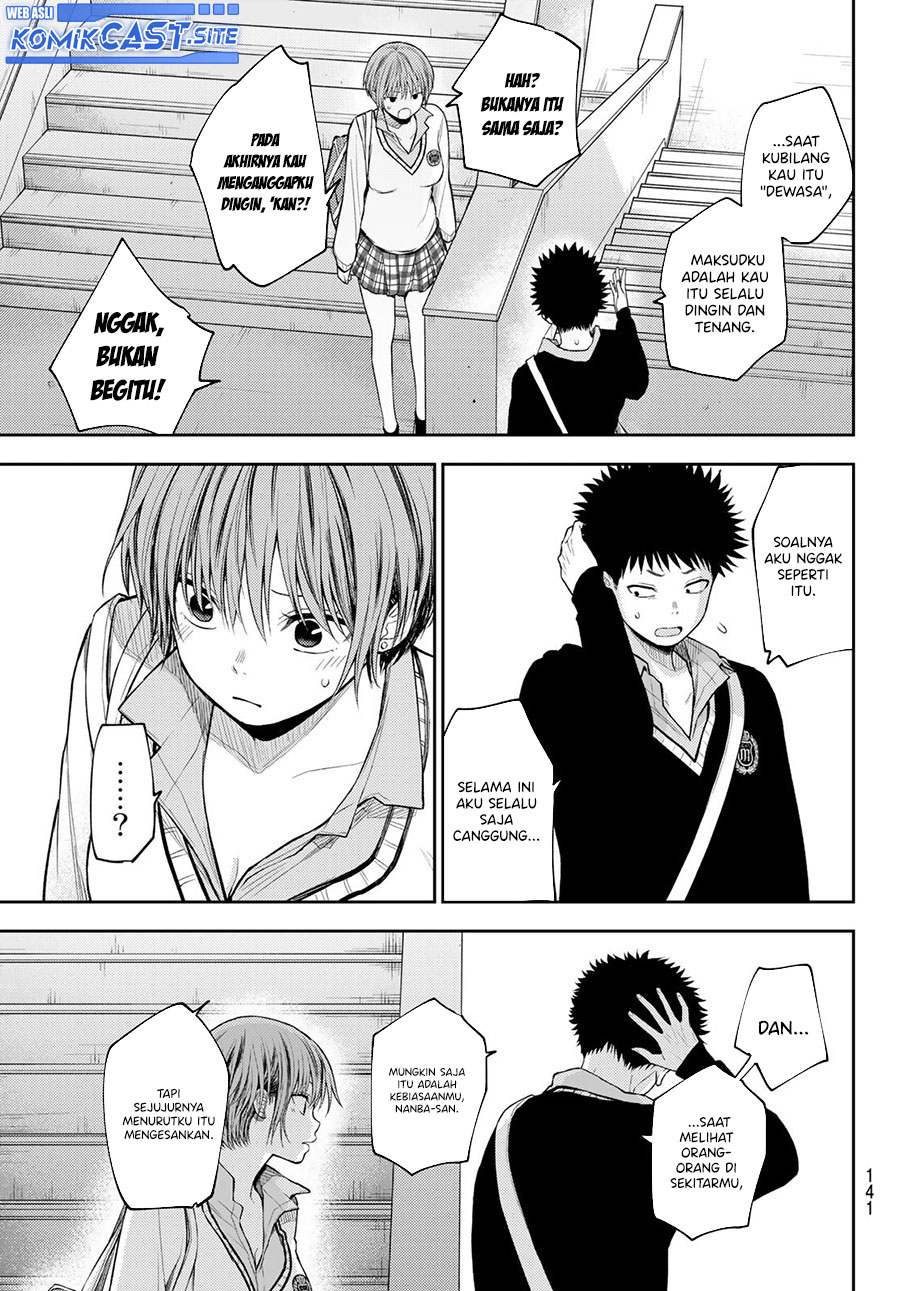 WEB ASLI
KOMIKCAST.SITE
...SAAT
KUBILANG
KAU ITU
"DEWASA",
MAKSUDKU
ADALAH KAU
ITU SELALU
DINGIN DAN
TENANG.
HAH?
BUKANYA ITU
SAMA SAJA?
PADA
AKHIRNYA KAU
MENGANGGAPKU
DINGIN, 'KAN?!
NGGAK,
BUKAN
BEGITU!
SOALNYA
AKU NGGAK
SEPERTI
ITU.
SELAMA INI
AKU SELALU
SAJA
CANGGUNG...
......?
DAN...
...SAAT
MELIHAT
ORANG-
ORANG DI
SEKITARMU,
MUNGKIN SAJA
ITU ADALAH
KEBIASAANMU,
NANBA-SAN.
TAPI
SEJUJURNYA
MENURUTKU ITU
MENGESANKAN.
141